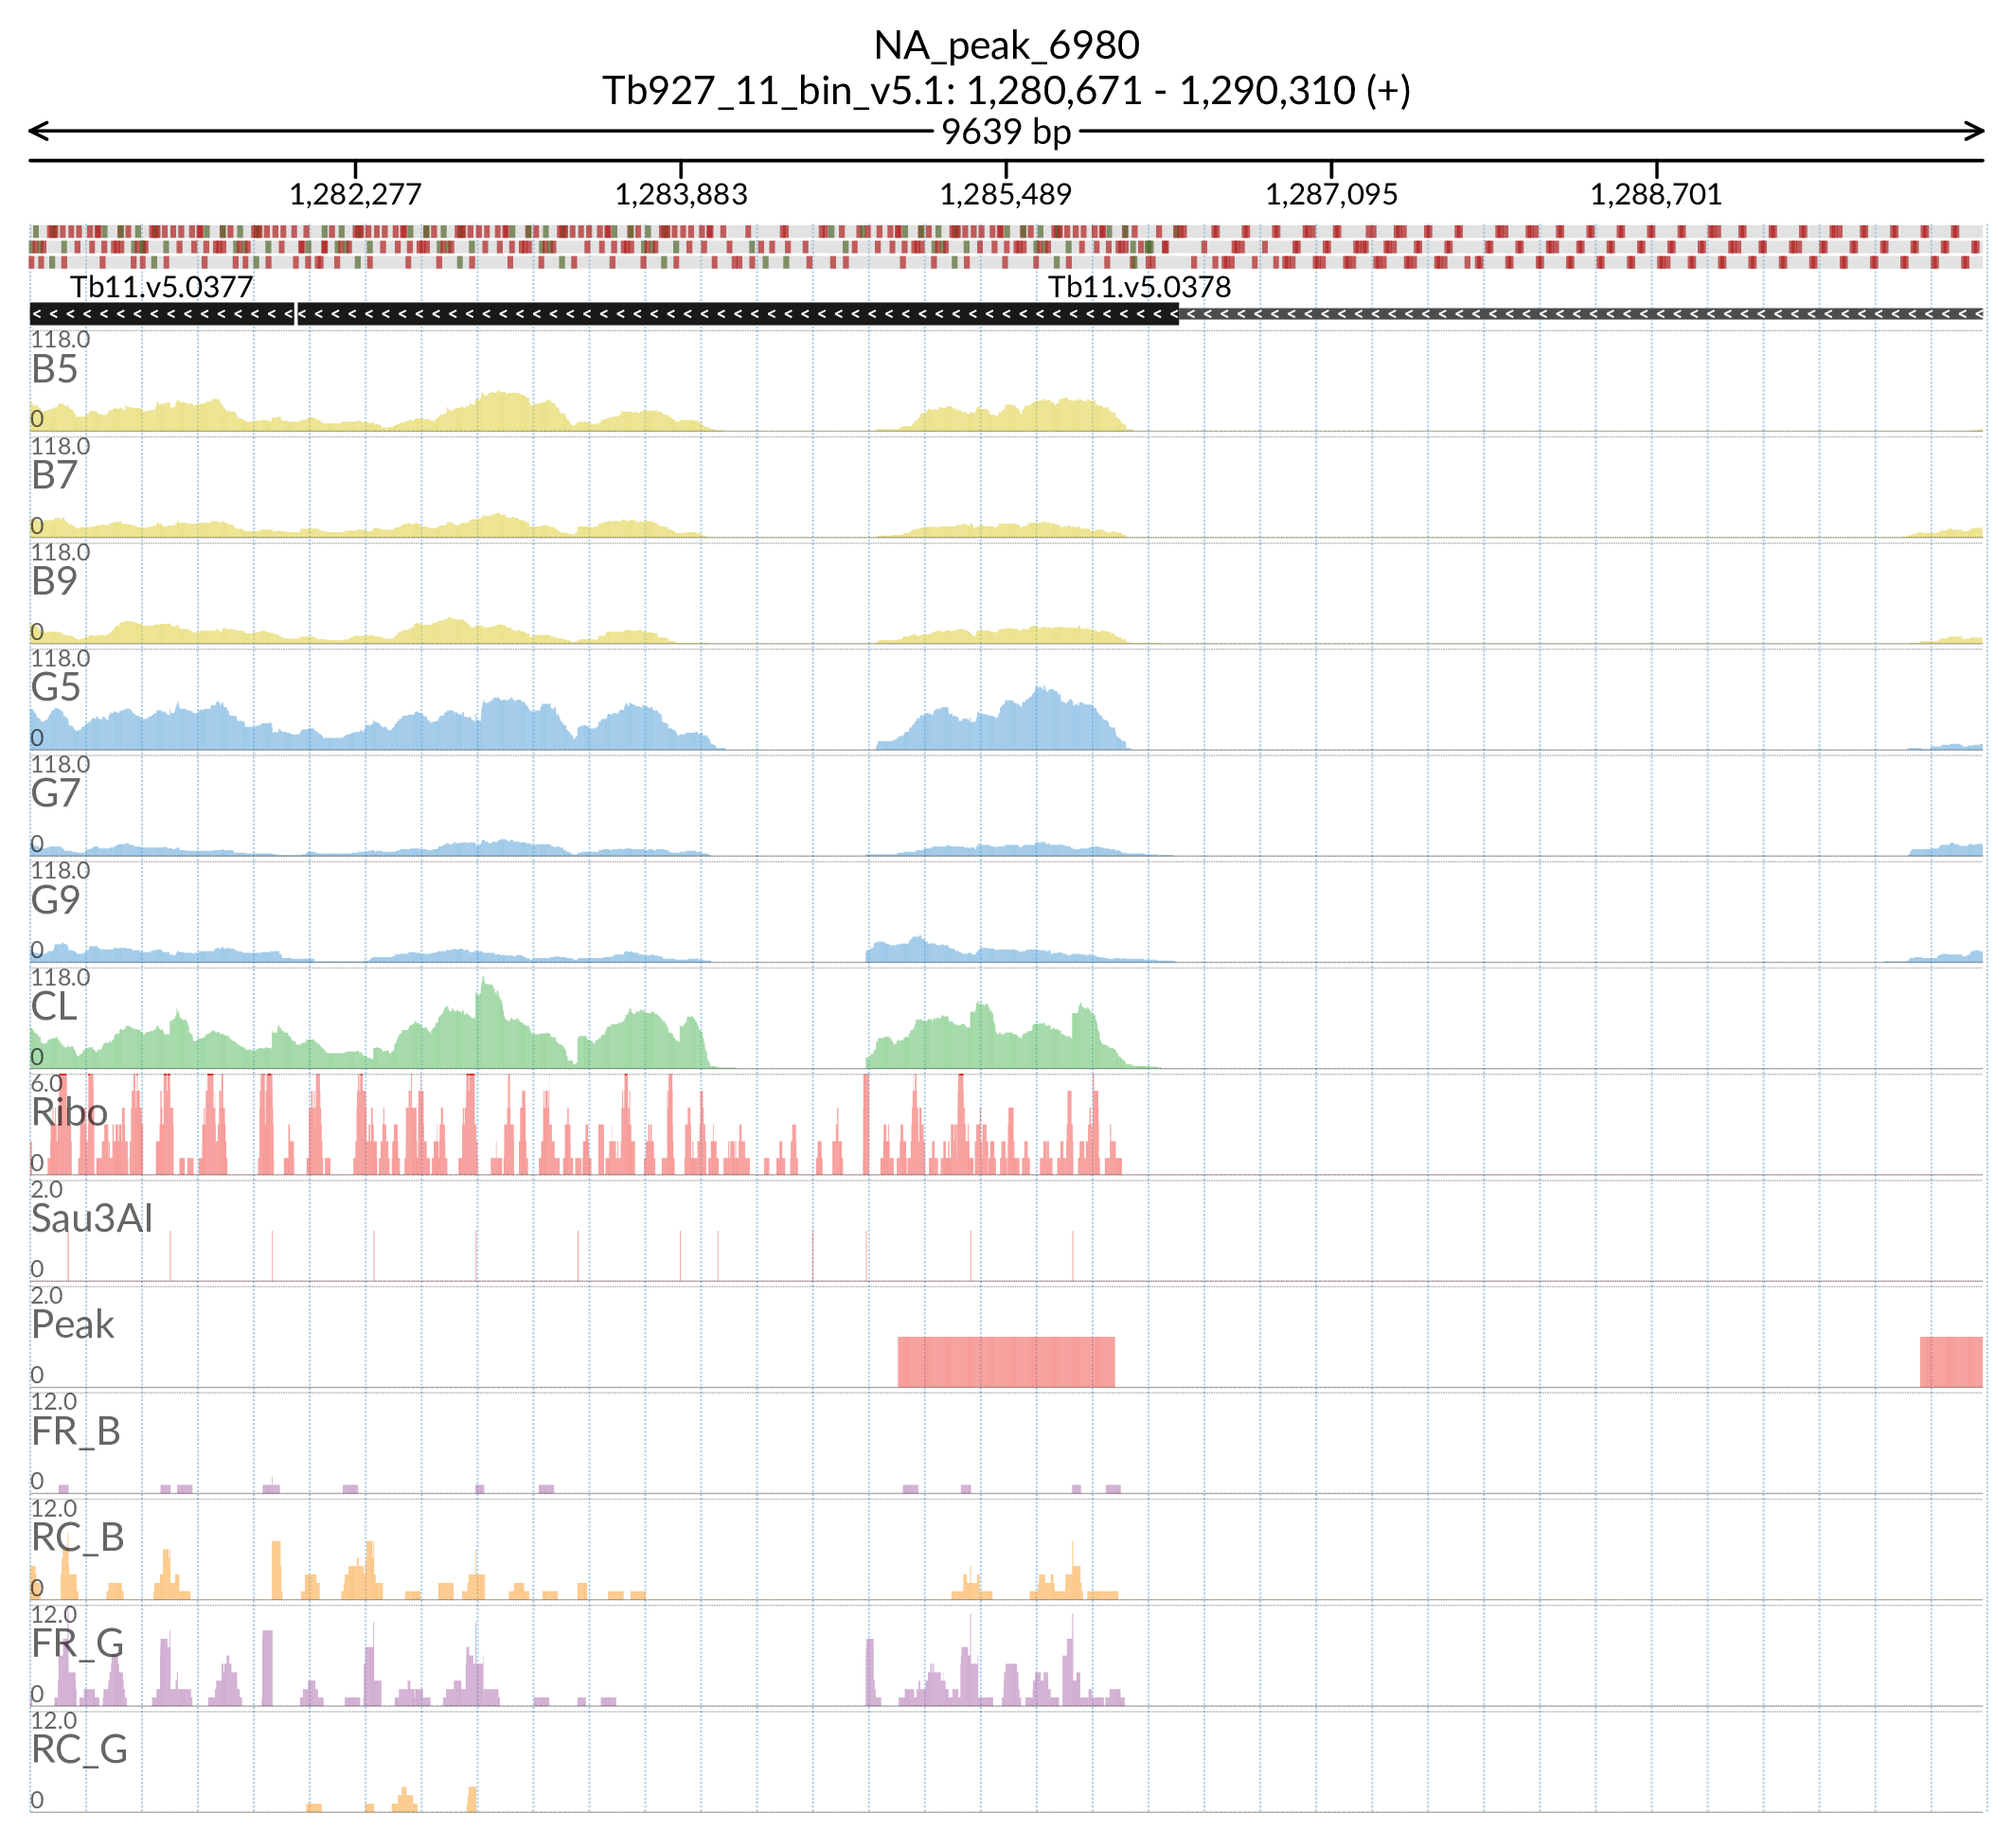 NA_peak_6980
Tb927_11_bin_v5.1: 1,280,671 - 1,290,310 (+)
9639 bp
1,282,277 1,283,883 1,285,489 1,287,095 1,288,701
Tb11.v5.0377 Tb11.v5.0378
118.0
B5
0
118.0
B7
0
118.0
B9
0
118.0
G5
0
118.0
G7
0
118.0
G9
0
118.0
CL
0
6.0
Ribo
0
2.0
Sau3AI
0
2.0
Peak
0
12.0
FR_B
0
12.0
RC_B
0
12.0
FR_G
0
12.0
RC_G
0